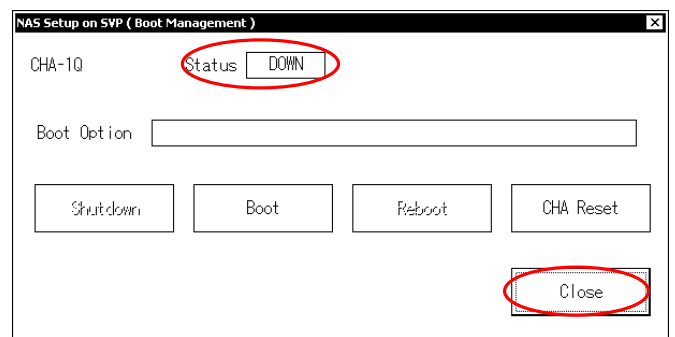 NAS Setup on SVP ( Boot Management )
CHA-1Q Status DOWN
Boot Option
Shutdown Boot Reboot CHA Reset
Close